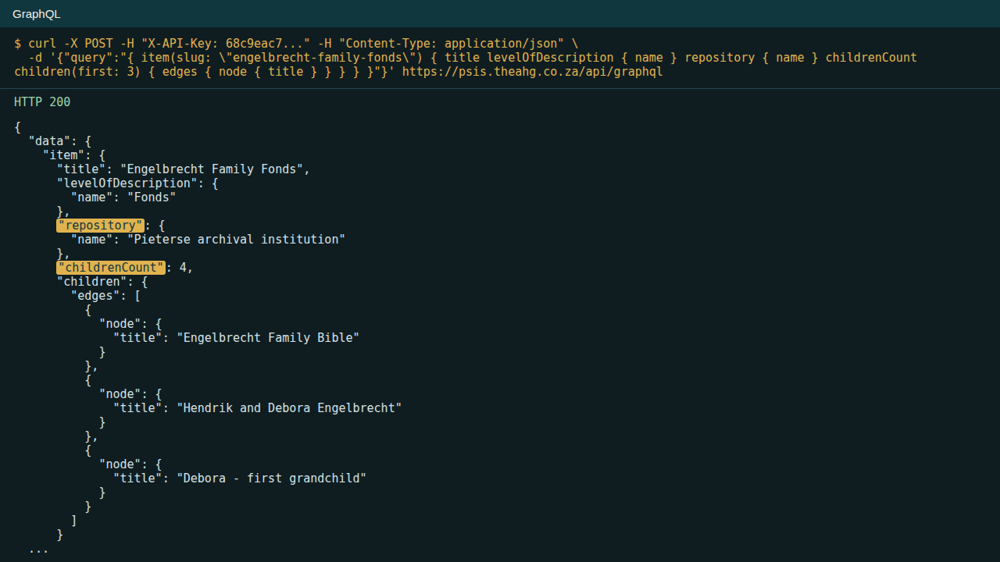 GraphQL
$ curl -X POST -H "X-API-Key: 68c9eac7..." -H "Content-Type: application/json" \
  -d '{"query":"{ item(slug: \"engelbrecht-family-fonds\") { title levelOfDescription { name } repository { name } childrenCount
children(first: 3) { edges { node { title } } } } }"}' https://psis.theahg.co.za/api/graphql
HTTP 200
{
  "data": {
    "item": {
      "title": "Engelbrecht Family Fonds",
      "levelOfDescription": {
        "name": "Fonds"
      },
      "repository": {
        "name": "Pieterse archival institution"
      },
      "childrenCount": 4,
      "children": {
        "edges": [
          {
            "node": {
              "title": "Engelbrecht Family Bible"
            }
          },
          {
            "node": {
              "title": "Hendrik and Debora Engelbrecht"
            }
          },
          {
            "node": {
              "title": "Debora - first grandchild"
            }
          }
        ]
      }
  ...